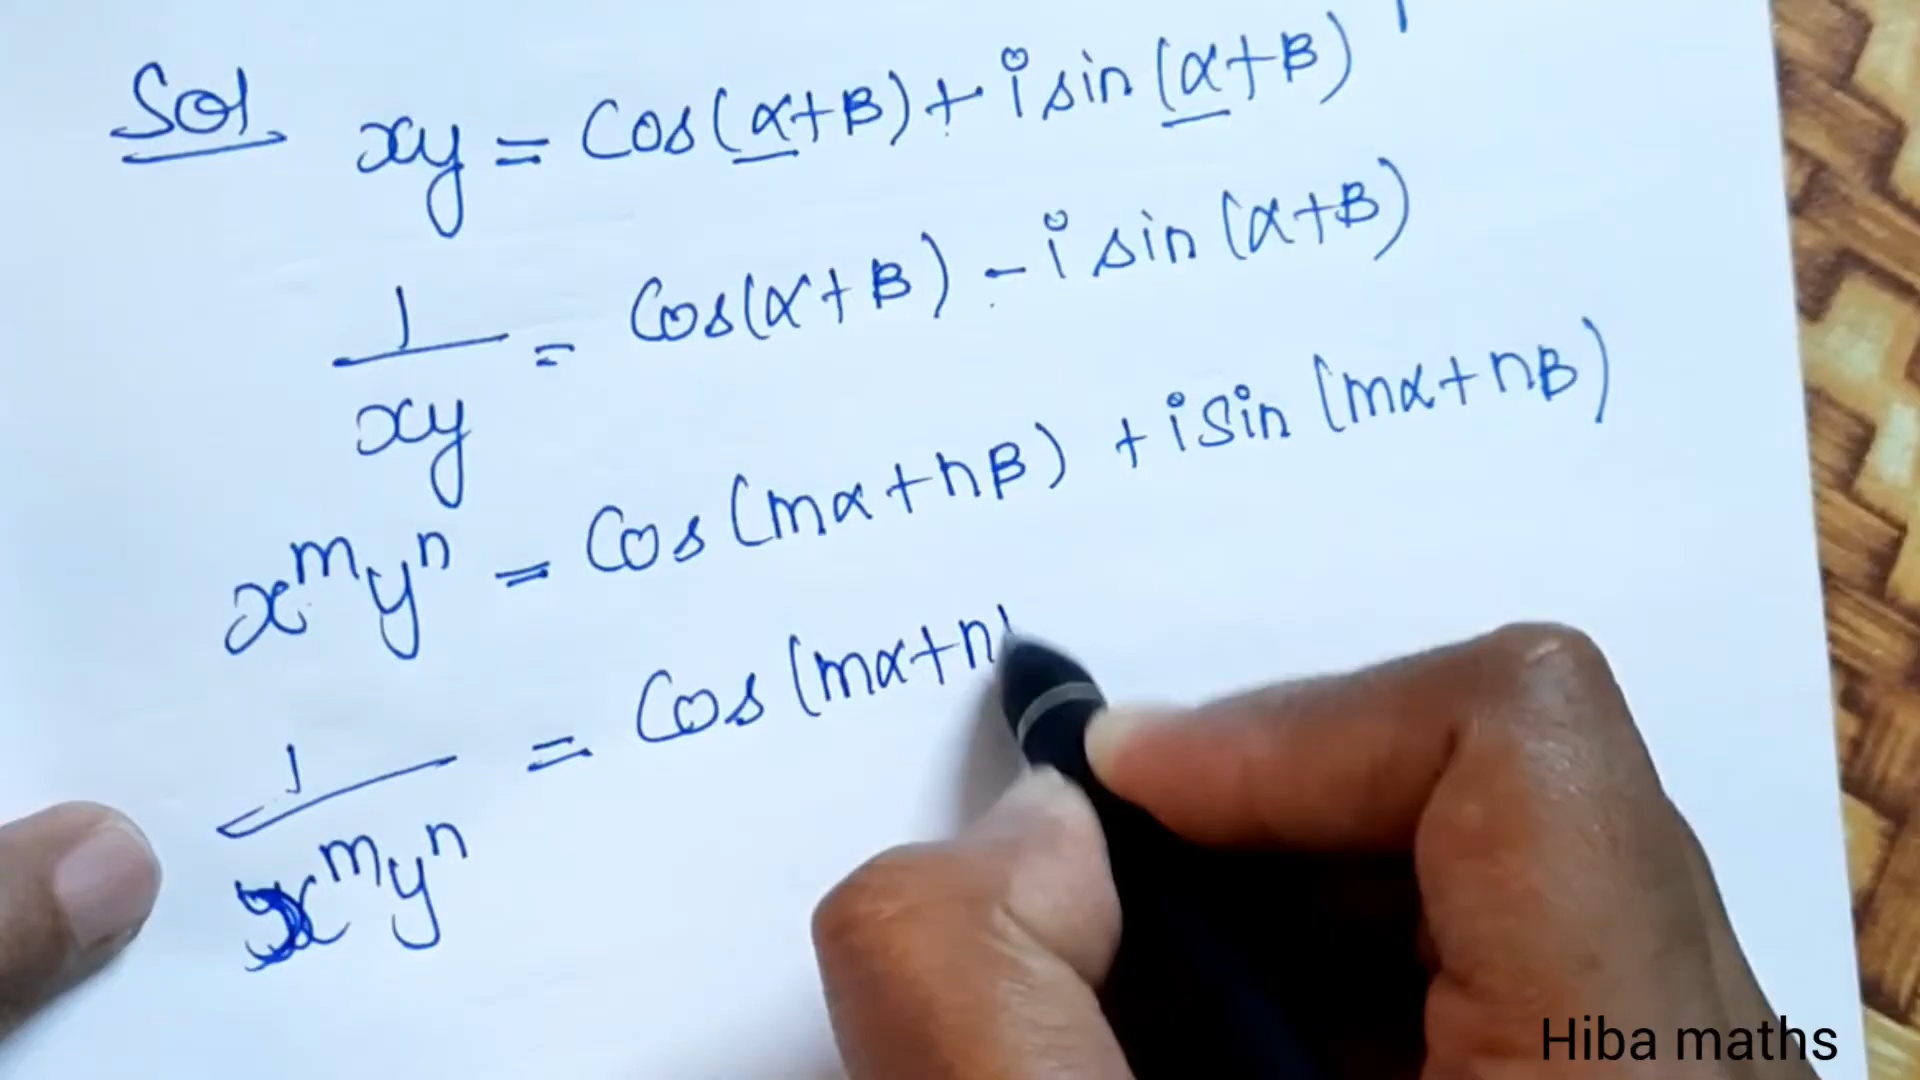 Sol xy = Cos(α+β) + i sin (α+β)
1/xy = Cos(α+β) - i sin (α+β)
x^m y^n = Cos (mα+nβ) + i Sin (mα+nβ)
1/x^m y^n = Cos (mα+n
Hiba maths